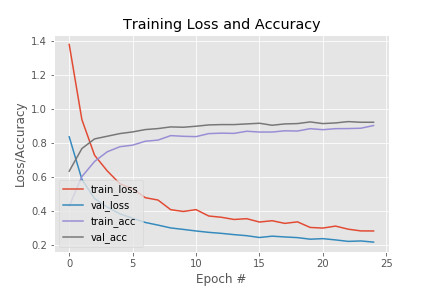 Training Loss and Accuracy
1.4
1.2
1.0
0.8
0.6
0.4
0.2
Loss/Accuracy
train_loss
val_loss
train_acc
val_acc
0 5 10 15 20 25
Epoch #